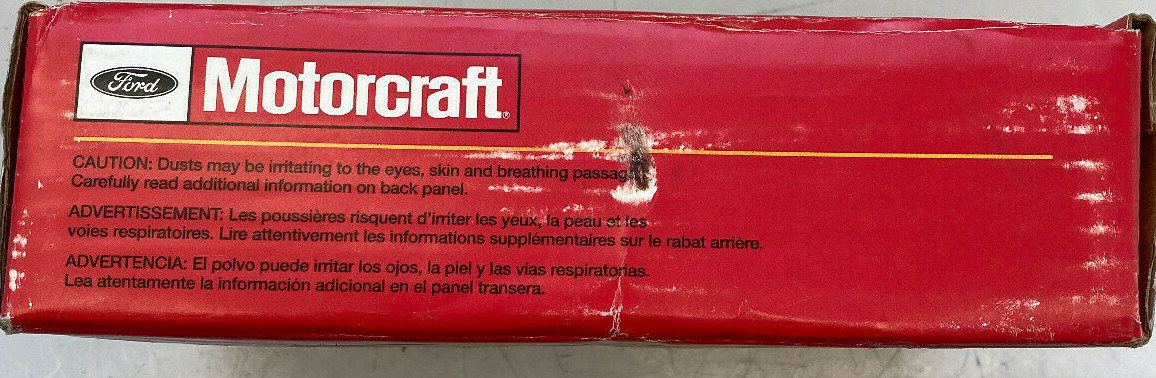 Ford
Motorcraft®
CAUTION: Dusts may be irritating to the eyes, skin and breathing
Carefully read additional information on back panel.
ADVERTISSEMENT: Les poussières risquent d'irriter les yeux, la peau et les
voies respiratoires. Lire attentivement les informations supplémentaires sur le rabat arrière.
ADVERTENCIA: El polvo puede irritar los ojos, la piel y las vías respiratorias.
Lea atentamente la información adicional en el panel transera.